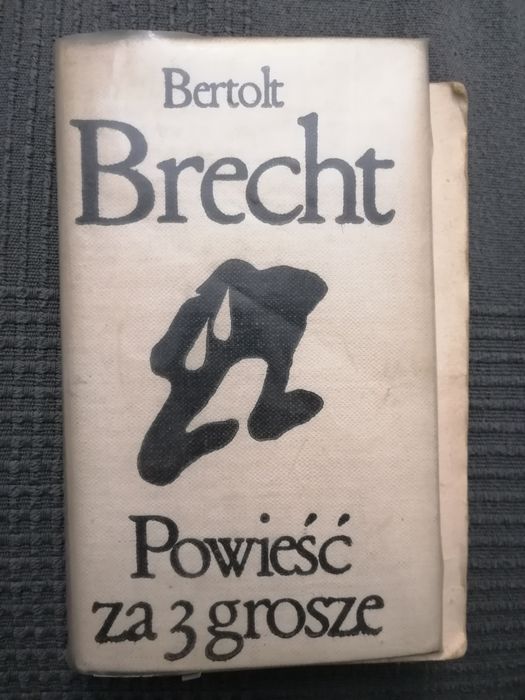 Bertolt
Brecht
Powieść
za 3 grosze